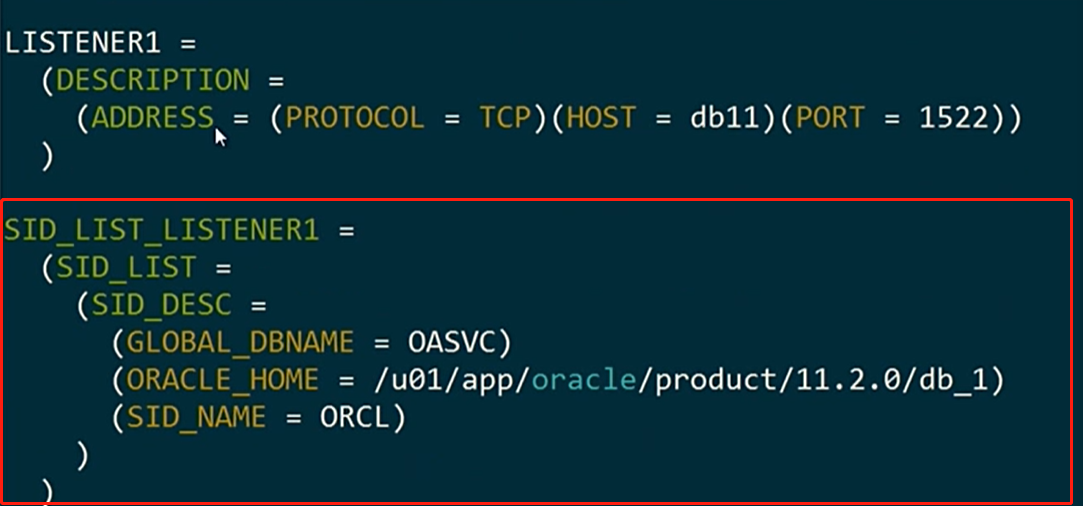 LISTENER1 =
(DESCRIPTION =
(ADDRESS = (PROTOCOL = TCP)(HOST = db11)(PORT = 1522))
)
SID_LIST_LISTENER1 =
(SID_LIST =
(SID_DESC =
(GLOBAL_DBNAME = OASVC)
(ORACLE_HOME = /u01/app/oracle/product/11.2.0/db_1)
(SID_NAME = ORCL)
)
)